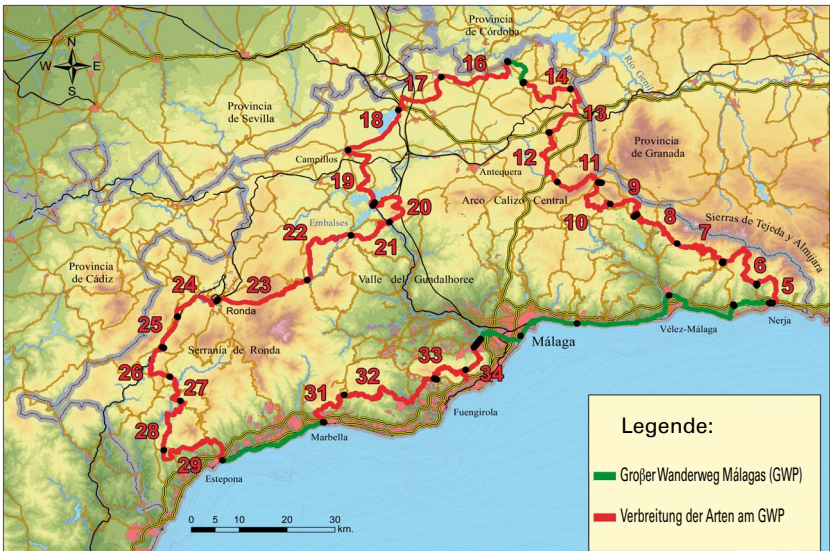 Provincia
de Córdoba
N
W E
S
16
17
14
Río Genil
Provincia
de Sevilla
18
13
Provincia
de Granada
12
Campillos
Antequera
11
19
Arco Calizo Central
9
20
10
8
Sierras de Tejeda y Almijara
Embalses
22
21
7
Provincia
de Cádiz
Valle del Guadalhorce
6
24
23
5
Ronda
Nerja
25
Vélez-Málaga
Málaga
Serranía de Ronda
33
26
34
27
32
31
Fuengirola
28
Marbella
29
Estepona
0 5 10 20 30
km.
Legende:
Groβer Wanderweg Málagas (GWP)
Verbreitung der Arten am GWP